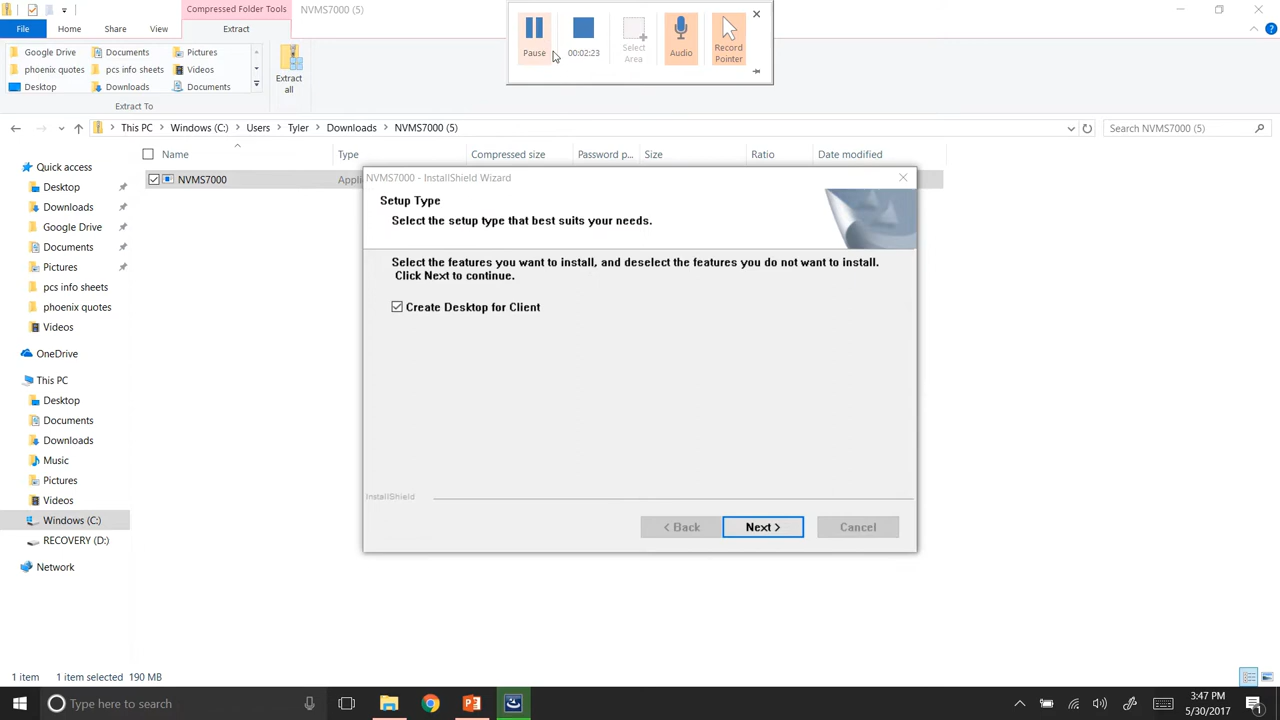 Compressed Folder Tools
NVMS7000 (5)
File
Home
Share
View
Extract
Google Drive
Documents
Pictures
phoenix quotes
pcs info sheets
Videos
Desktop
Downloads
Documents
Extract
all
Extract To
Pause
00:02:23
Select
Area
Audio
Record
Pointer
This PC > Windows (C:) > Users > Tyler > Downloads > NVMS7000 (5)
Search NVMS7000 (5)
Name
Type
Compressed size
Password p...
Size
Ratio
Date modified
NVMS7000
Appli
Quick access
Desktop
Downloads
Google Drive
Documents
Pictures
pcs info sheets
phoenix quotes
Videos
OneDrive
This PC
Desktop
Documents
Downloads
Music
Pictures
Videos
Windows (C:)
RECOVERY (D:)
Network
NVMS7000 - InstallShield Wizard
Setup Type
Select the setup type that best suits your needs.
Select the features you want to install, and deselect the features you do not want to install.
Click Next to continue.
Create Desktop for Client
InstallShield
< Back
Next >
Cancel
1 item
1 item selected 190 MB
Type here to search
3:47 PM
5/30/2017